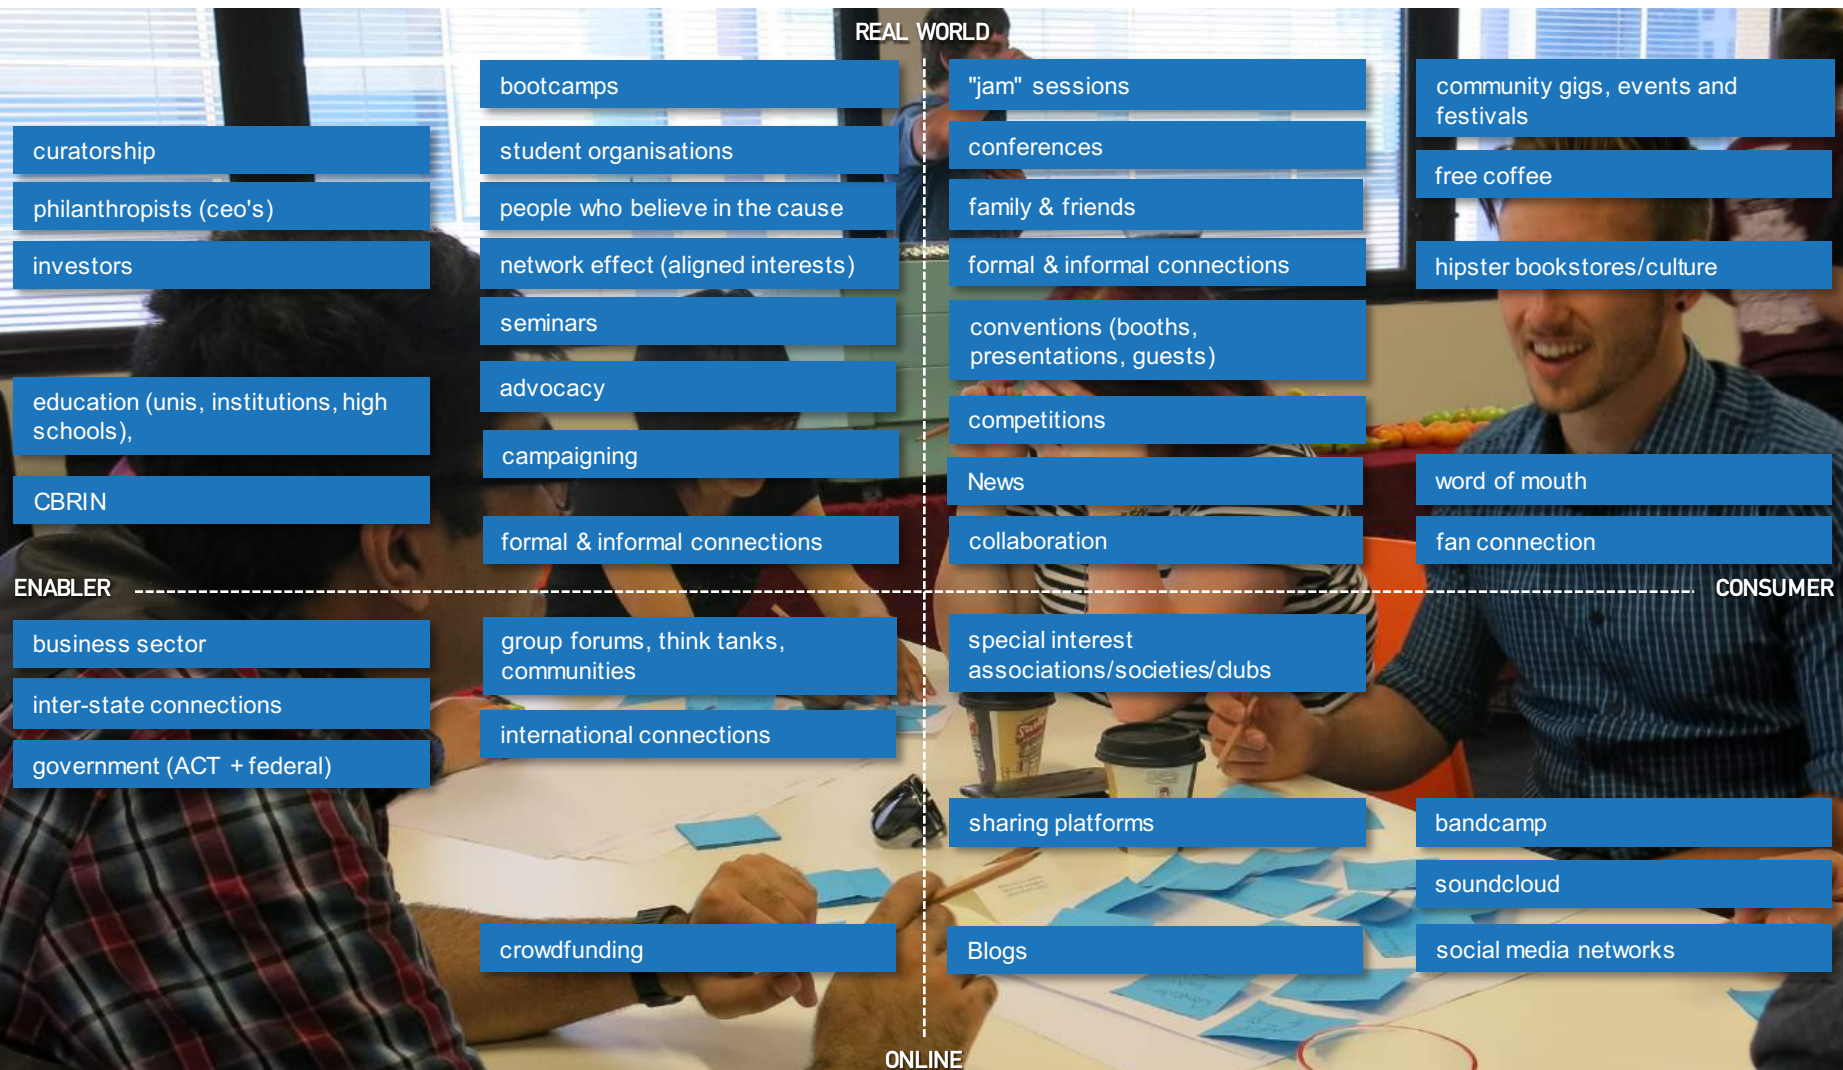 REAL WORLD
bootcamps
"jam" sessions
community gigs, events and
festivals
curatorship
student organisations
conferences
free coffee
philanthropists (ceo's)
people who believe in the cause
family & friends
investors
network effect (aligned interests)
formal & informal connections
hipster bookstores/culture
seminars
conventions (booths,
presentations, guests)
education (unis, institutions, high
schools),
advocacy
competitions
campaigning
CBRIN
News
word of mouth
formal & informal connections
collaboration
fan connection
ENABLER
CONSUMER
business sector
group forums, think tanks,
communities
special interest
associations/societies/clubs
inter-state connections
international connections
government (ACT + federal)
sharing platforms
bandcamp
soundcloud
crowdfunding
Blogs
social media networks
ONLINE